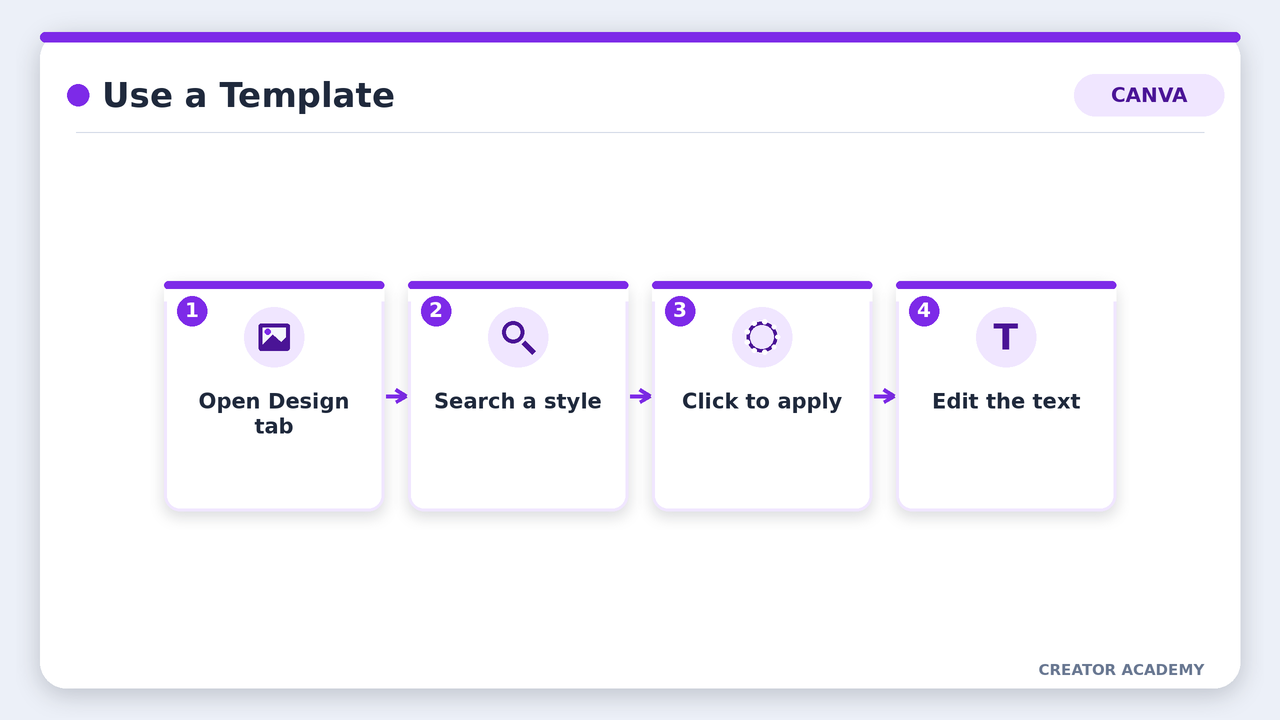 Use a Template
CANVA
1
2
3
4
T
Open Design
tab
Search a style
Click to apply
Edit the text
CREATOR ACADEMY